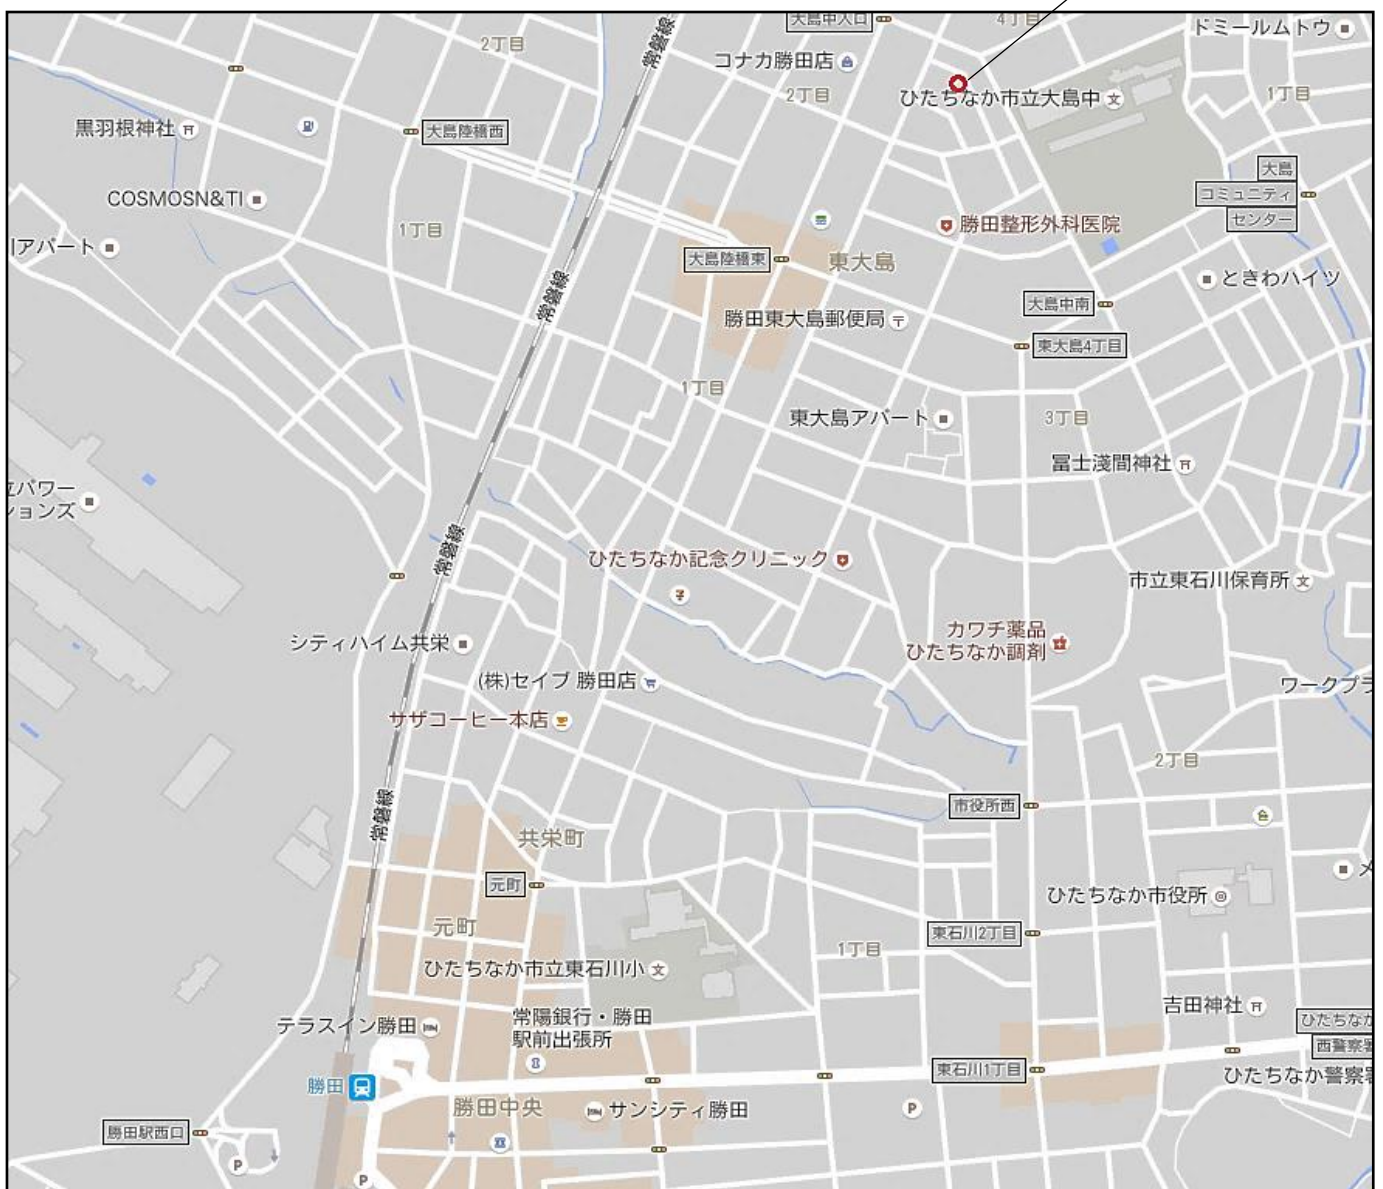 大島中入口
4丁目
ドミールムトウ
2丁目
常磐線
コナカ勝田店
2丁目
ひたちなか市立大島中
1丁目
黒羽根神社
大島陸橋西
大島
コミュニティ
センター
COSMOSN&TI
1丁目
勝田整形外科医院
アパート
大島陸橋東
東大島
ときわハイツ
常磐線
大島中南
勝田東大島郵便局
東大島4丁目
1丁目
東大島アパート
3丁目
冨士淺間神社
立パワー
ションズ
常磐線
ひたちなか記念クリニック
市立東石川保育所
シティハイム共栄
カワチ薬品
ひたちなか調剤
(株)セイブ 勝田店
ワークプラ
サザコーヒー本店
2丁目
常磐線
市役所西
共栄町
元町
ひたちなか市役所
メ
元町
東石川2丁目
1丁目
ひたちなか市立東石川小
吉田神社
テラスイン勝田
常陽銀行・勝田
駅前出張所
ひたちなか
西警察署
東石川1丁目
ひたちなか警察署
勝田
勝田中央
サンシティ勝田
P
勝田駅西口
P
P